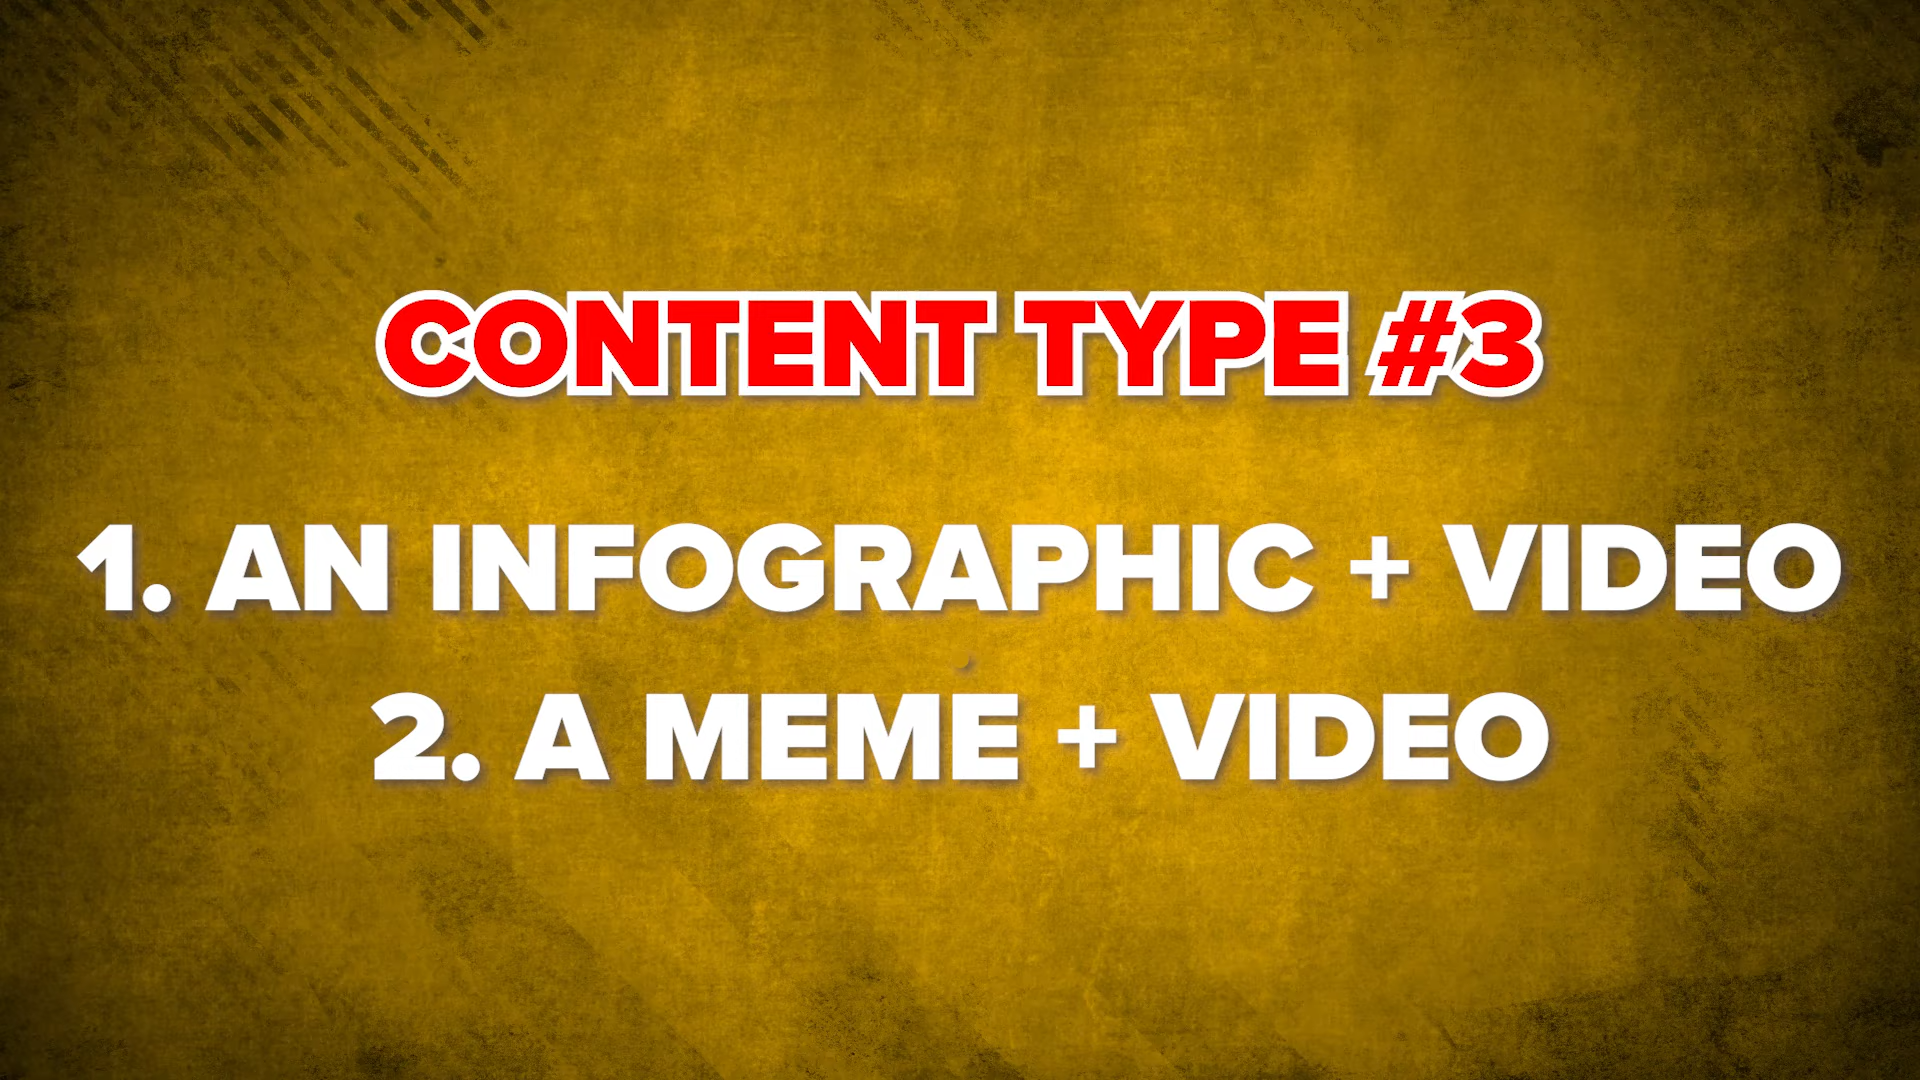 CONTENT TYPE #3
1. AN INFOGRAPHIC + VIDEO
2. A MEME + VIDEO